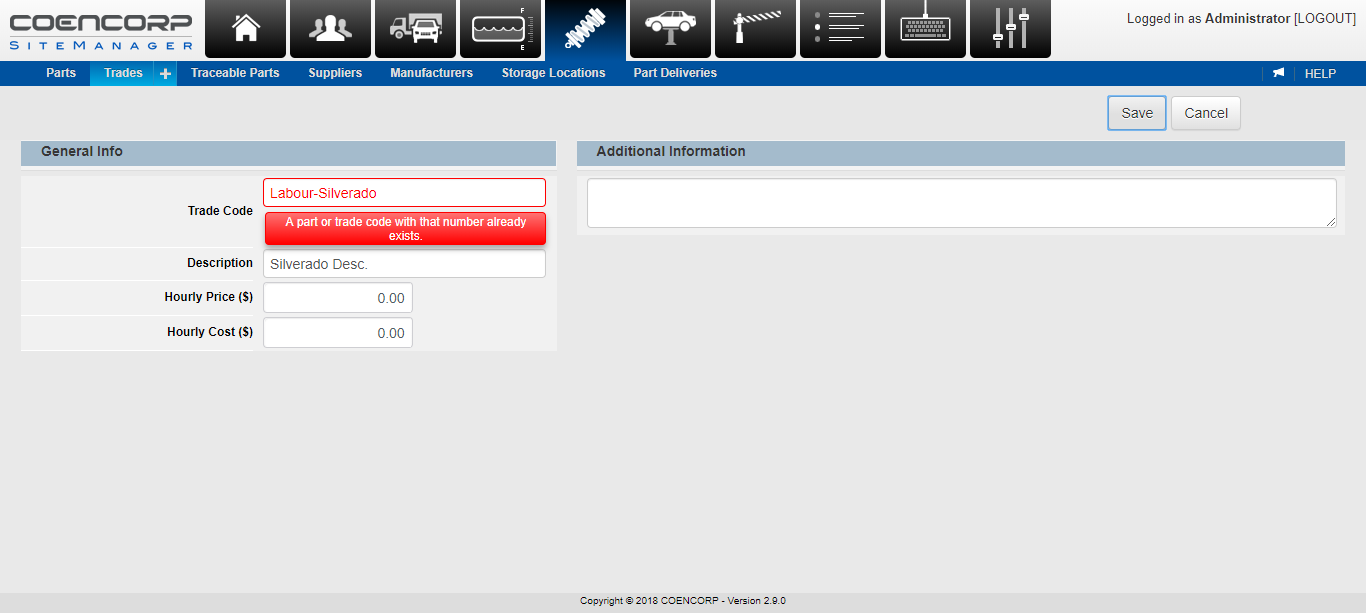 COENCORP
SITEMANAGER
F
E
Logged in as Administrator [LOGOUT]
Parts Trades + Traceable Parts Suppliers Manufacturers Storage Locations Part Deliveries HELP
Save Cancel
General Info
Additional Information
Trade Code
Labour-Silverado
A part or trade code with that number already
exists.
Description Silverado Desc.
Hourly Price ($) 0.00
Hourly Cost ($) 0.00
Copyright © 2018 COENCORP - Version 2.9.0